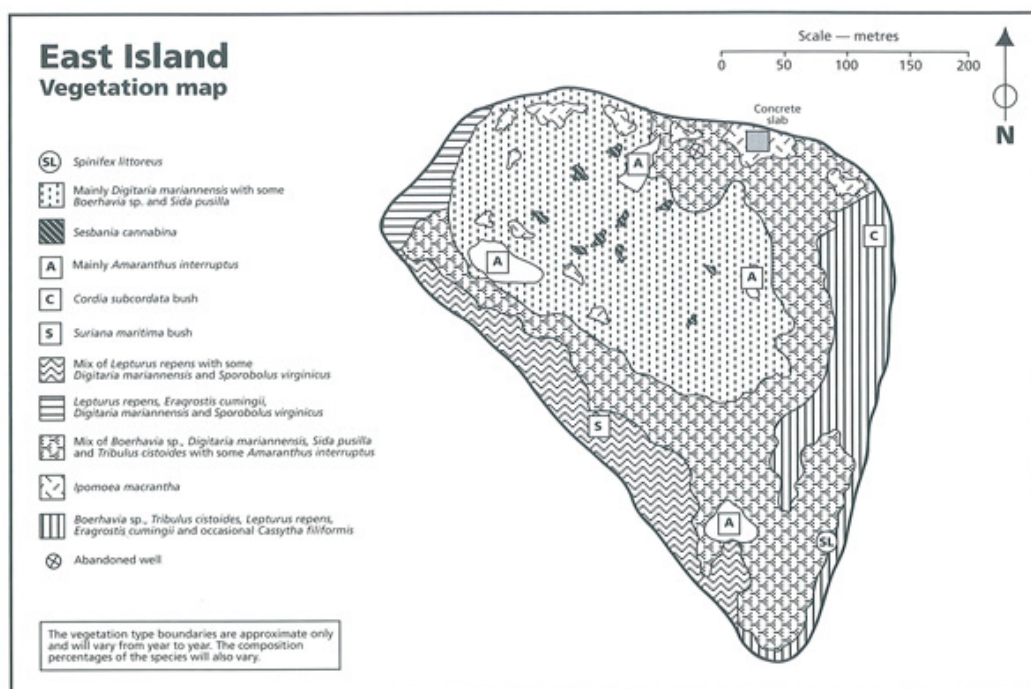 East Island
Vegetation map
Scale — metres
0 50 100 150 200
N
Concrete
slab
SL Spinifex littoreus
Mainly Digitaria mariannensis with some
Boerhavia sp. and Sida pusilla
Sesbania cannabina
A Mainly Amaranthus interruptus
C Cordia subcordata bush
S Suriana maritima bush
Mix of Lepturus repens with some
Digitaria mariannensis and Sporobolus virginicus
Lepturus repens, Eragrostis cumingii,
Digitaria mariannensis and Sporobolus virginicus
Mix of Boerhavia sp., Digitaria mariannensis, Sida pusilla
and Tribulus cistoides with some Amaranthus interruptus
Ipomoea macrantha
Boerhavia sp., Tribulus cistoides, Lepturus repens,
Eragrostis cumingii and occasional Cassytha filiformis
Abandoned well
The vegetation type boundaries are approximate only
and will vary from year to year. The composition
percentages of the species will also vary.
A
C
A
A
S
A
SL